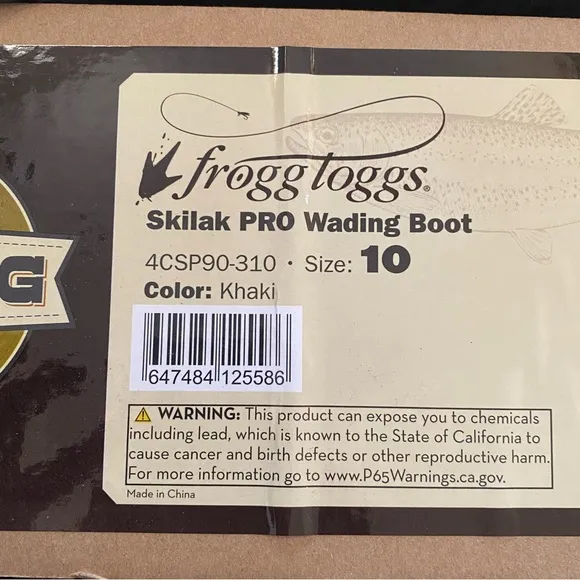 G
frogg toggs®
Skilak PRO Wading Boot
4CSP90-310 • Size: 10
Color: Khaki
647484 125586
WARNING: This product can expose you to chemicals
including lead, which is known to the State of California to
cause cancer and birth defects or other reproductive harm.
For more information go to www.P65Warnings.ca.gov.
Made in China